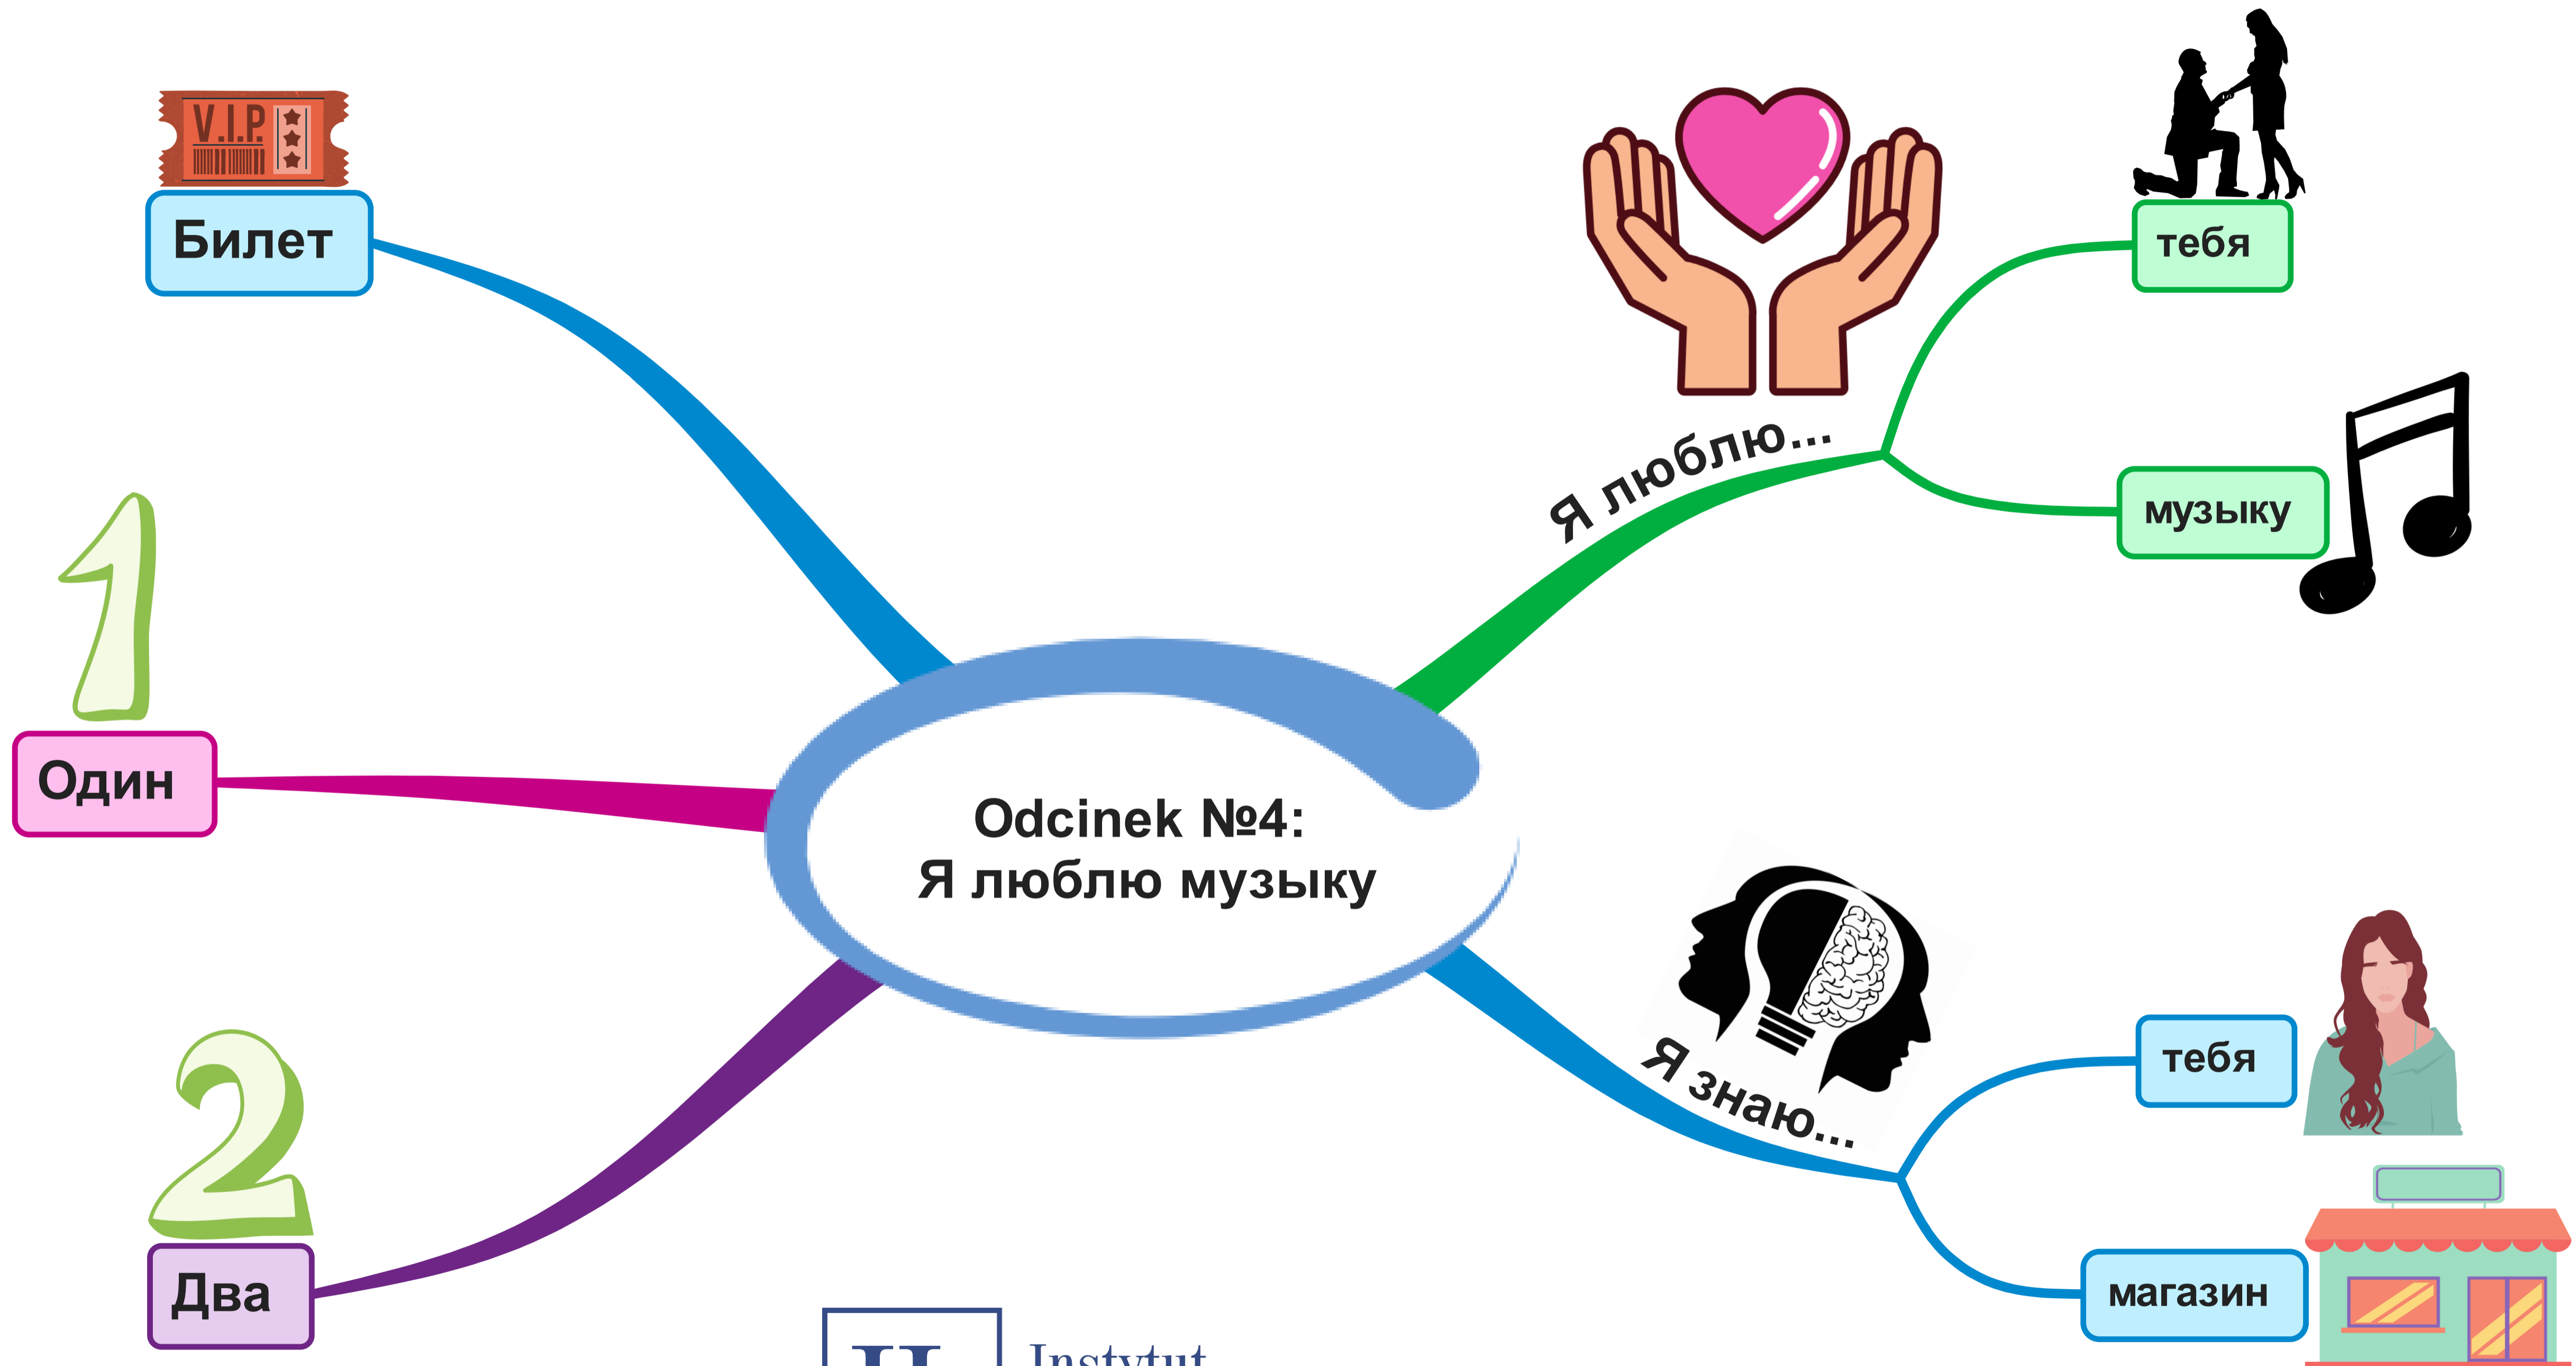 V.I.P.
Билет
Один
Два
Odcinek №4:
Я люблю музыку
Я люблю...
тебя
музыку
Я знаю...
тебя
магазин
Instytut